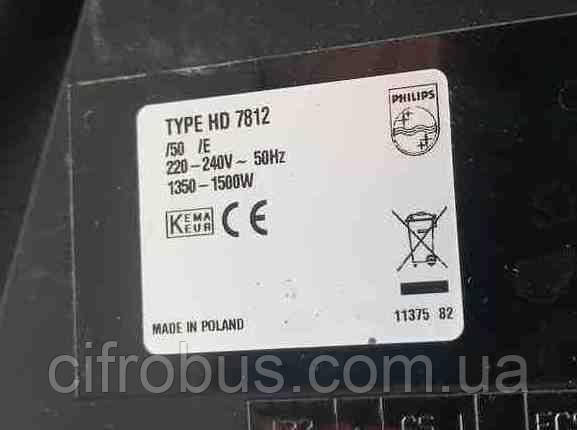 TYPE HD 7812
/50 /E
220-240V ~ 50Hz
1350-1500W
PHILIPS
KEMA
KEUR
CE
MADE IN POLAND
11375 82
cifrobus.com.ua